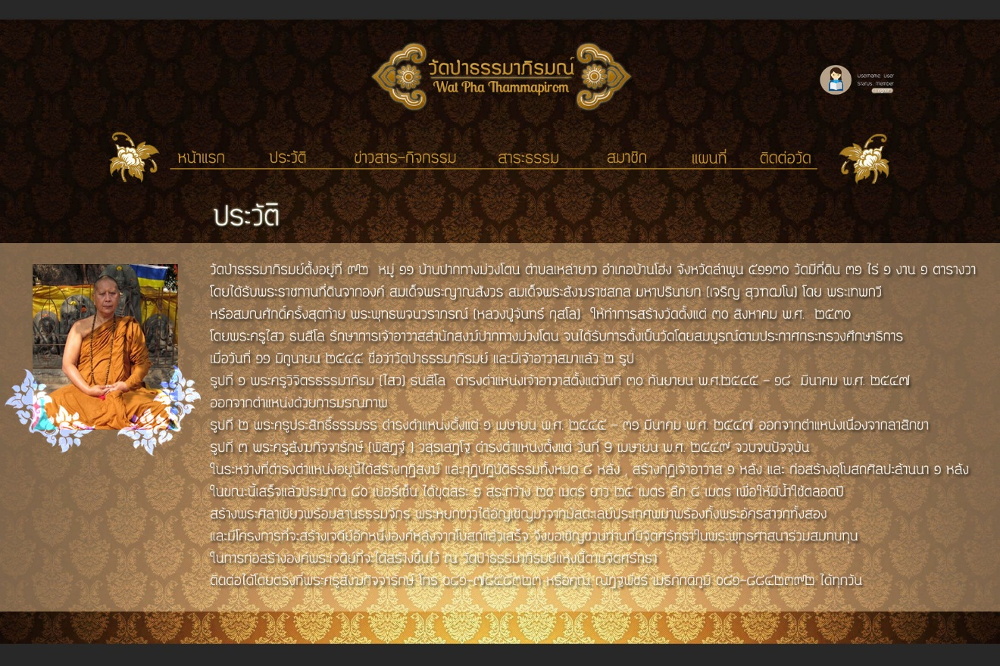 วัดป่าธรรมาภิรมณ์
Wat Pha Thammapirom
Username User
Status. Member
Logout
หน้าแรก ประวัติ ข่าวสาร-กิจกรรม สาระธรรม สมาชิก แผนที่ ติดต่อวัด
ประวัติ
วัดป่าธรรมาภิรมย์ตั้งอยู่ที่ ๗๒ หมู่ ๑๑ บ้านปากทางม่วงโตน ตำบลเหล่ายาว อำเภอบ้านโฮ่ง จังหวัดลำพูน ๕๑๑๓๐ วัดมีที่ดิน ๓๑ ไร่ ๑ งาน ๑ ตารางวา
โดยได้รับพระราชทานที่ดินจากองค์ สมเด็จพระญาณสังวร สมเด็จพระสังฆราชสกล มหาปรินายก (เจริญ สุวฑฒโน) โดย พระเทพกวี
หรือสมณศักดิ์ครั้งสุดท้าย พระพุทธพจนวราภรณ์ (หลวงปู่จันทร์ กุสโล) ให้ทำการสร้างวัดตั้งแต่ ๓๐ สิงหาคม พ.ศ. ๒๕๓๐
โดยพระครูไสว ธนสีโล รักษาการเจ้าอาวาสสำนักสงฆ์ปากทางม่วงโตน จนได้รับการตั้งเป็นวัดโดยสมบูรณ์ตามประกาศกระทรวงศึกษาธิการ
เมื่อวันที่ ๑๑ มิถุนายน ๒๕๔๕ ชื่อว่าวัดป่าธรรมาภิรมย์ และมีเจ้าอาวาสมาแล้ว ๒ รูป
รูปที่ ๑ พระครูวิจิตรธรรมาภิรม (ไสว) ธนสีโล ดำรงตำแหน่งเจ้าอาวาสตั้งแต่วันที่ ๓๐ กันยายน พ.ศ.๒๕๔๕ - ๑๘ มีนาคม พ.ศ. ๒๕๔๗
ออกจากตำแหน่งด้วยการมรณภาพ
รูปที่ ๒ พระครูประสิทธิ์ธรรมธร ดำรงตำแหน่งตั้งแต่ ๑ เมษายน พ.ศ. ๒๕๔๕ - ๓๑ มีนาคม พ.ศ. ๒๕๔๗ ออกจากตำแหน่งเนื่องจากลาสิกขา
รูปที่ ๓ พระครูสังฆกิจจารักษ์ (พิสิฎฐ์ ) วสุรเสฏโฐ ดำรงตำแหน่งตั้งแต่ วันที่ 9 เมษายน พ.ศ. ๒๕๔๗ จวบจนปัจจุบัน
ในระหว่างที่ดำรงตำแหน่งอยู่นี้ได้สร้างกุฏิสงฆ์ และกุฏิปฏิบัติธรรมทั้งหมด ๘ หลัง , สร้างกุฏิเจ้าอาวาส ๑ หลัง และ ก่อสร้างอุโบสถศิลปะล้านนา ๑ หลัง
ในขณะนี้เสร็จแล้วประมาณ ๘๐ เปอร์เซ็น ได้ขุดสระ ๑ สระกว้าง ๒๐ เมตร ยาว ๒๕ เมตร ลึก ๘ เมตร เพื่อให้มีน้ำใช้ตลอดปี
สร้างพระศิลาเขียวพร้อมลานธรรมจักร พระหยกขาวได้อัญเชิญมาจากมัสดะเลย์ประเทศพม่าพร้องทั้งพระอัครสาวกทั้งสอง
และมีโครงการที่จะสร้างเจดีย์อีกหนึ่งองค์หลังจากโบสถ์แล้วเสร็จ จึงขอเชิญชวนท่านที่มีจิตศรัทธาในพระพุทธศาสนาร่วมสมทบทุน
ในการก่อสร้างองค์พระเจดีย์ที่จะได้สร้างขึ้นไว้ ณ วัดป่าธรรมาภิรมย์แห่งนี้ตามจิตศรัทธา
ติดต่อได้โดยตรงที่พระครูสังฆกิจจารักษ์ โทร ๐๘๑-๗๘๔๘๓๒๓ หรือคุณ ณัฏฐพัชร์ เมธีภักดิภูมิ ๐๘๑-๘๘๔๒๓๗๒ ได้ทุกวัน